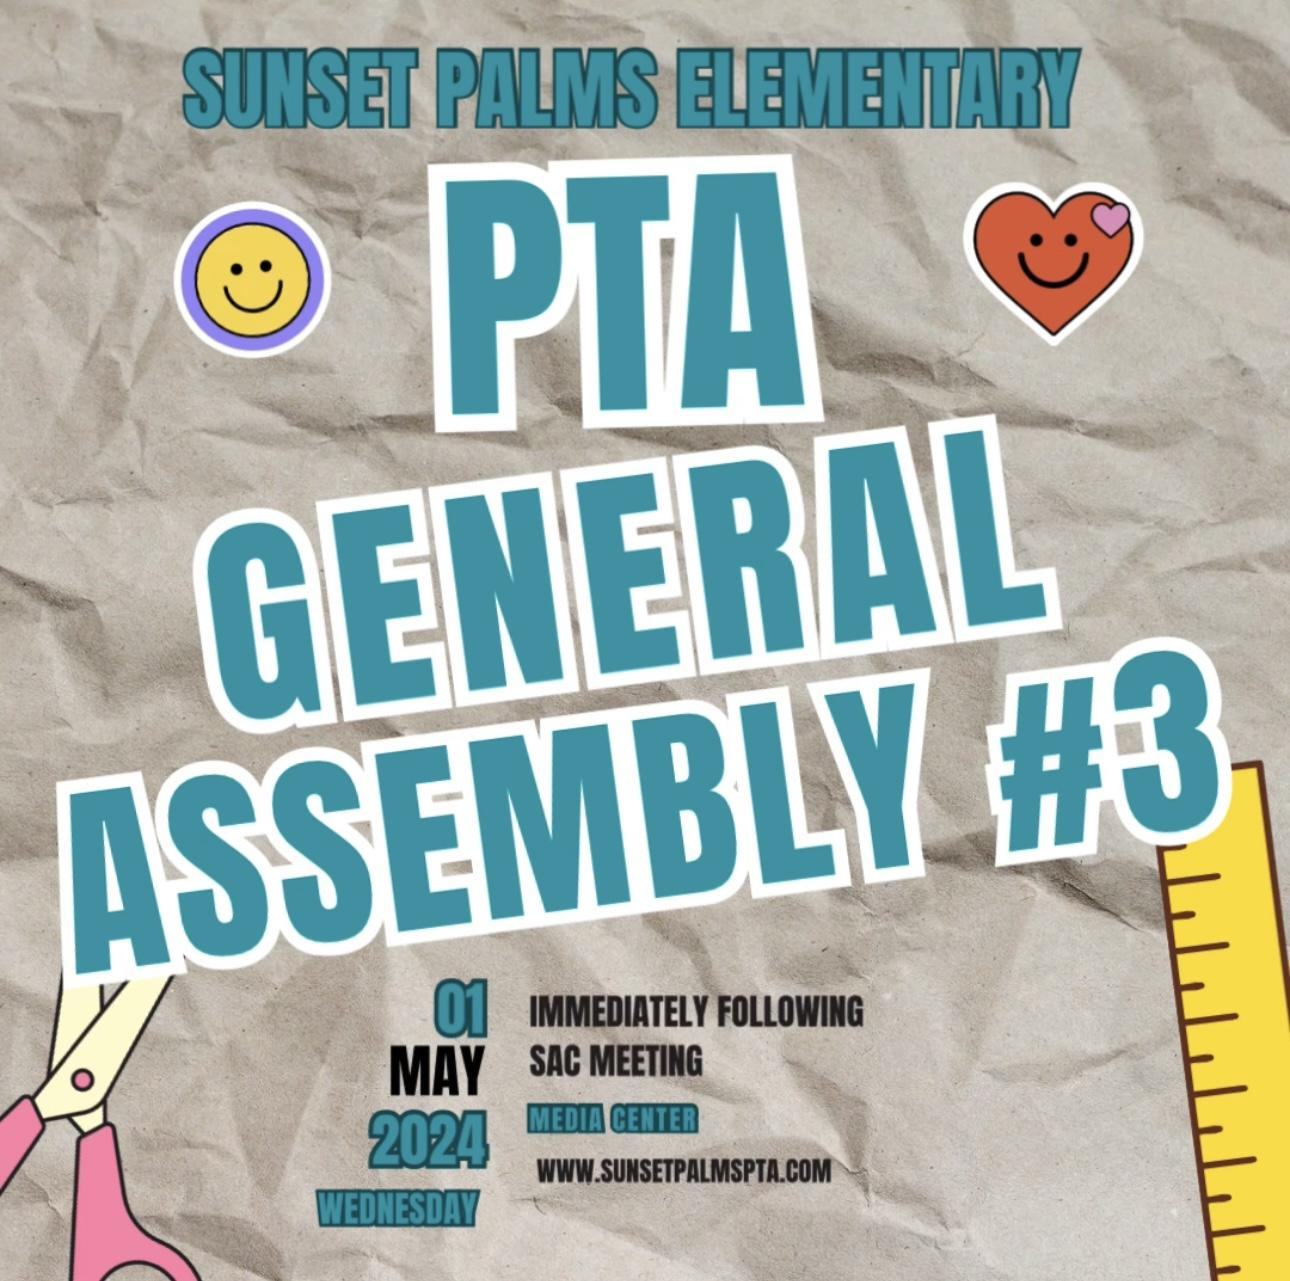 SUNSET PALMS ELEMENTARY
PTA
GENERAL
ASSEMBLY #3
01
MAY
2024
WEDNESDAY
IMMEDIATELY FOLLOWING
SAC MEETING
MEDIA CENTER
WWW.SUNSETPALMSPTA.COM